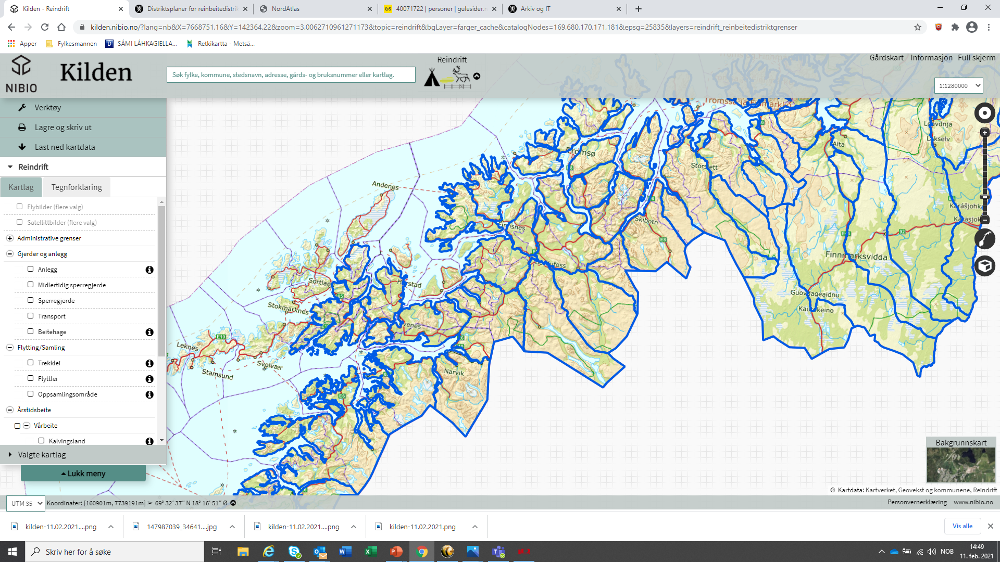 Kilden - Reindrift
Distriktsplaner for reinbeitedistrik
NordAtlas
40071722 | personer | gulesider.n
Arkiv og IT
kilden.nibio.no/?lang=nb&X=7668751.16&Y=142364.22&zoom=3.0062710961271173&topic=reindrift&bgLayer=farger_cache&catalogNodes=169,680,170,171,181&epsg=25835&layers=reindrift_reinbeitedistriktgrenser
Apper
Fylkesmannen
SÁMI LÁHKAGIELLA...
Retkikartta - Metsä...
NIBIO
Kilden
Søk fylke, kommune, stedsnavn, adresse, gårds- og bruksnummer eller kartlag.
Reindrift
Gårdskart Informasjon Full skjerm
1:1280000
Verktøy
Lagre og skriv ut
Last ned kartdata
Reindrift
Kartlag
Tegnforklaring
Flybilder (flere valg)
Satellittbilder (flere valg)
Administrative grenser
Gjerder og anlegg
Anlegg
Midlertidig sperregjerde
Sperregjerde
Transport
Beitehage
Flytting/Samling
Trekklei
Flyttlei
Oppsamlingsområde
Årstidsbeite
Vårbeite
Kalvingsland
Valgte kartlag
Lukk meny
Tromsø
Andenes
Storslett
Alta
Lakselv
Kárášjohka
Finnsnes
Skibotn
E8
Finnmarksvidda
92
Sortland
Harstad
Stokmarknes
Guovdageaidnu
Kautokeino
Leknes
E10
Svolvær
Stamsund
Narvik
E6
Bakgrunnskart
© Kartdata: Kartverket, Geovekst og kommunene, Reindrift
UTM 35
Koordinater: [160901m, 7739191m] ➢ 69° 32′ 37″ N 18° 16′ 51″ Ø
Personvernerklæring
www.nibio.no
kilden-11.02.2021....png
147987039_34641....jpg
kilden-11.02.2021....png
kilden-11.02.2021.png
Vis alle
Skriv her for å søke
NOB
14:49
11. feb. 2021